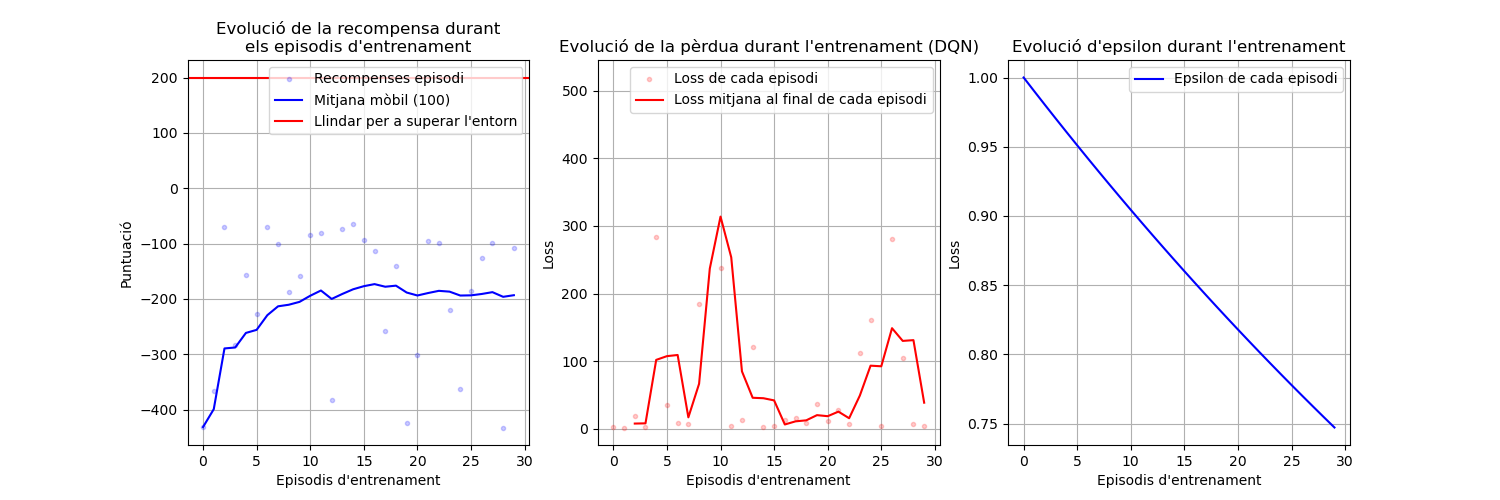 Evolució de la recompensa durant
els episodis d'entrenament
200
100
0
−100
−200
−300
−400
Puntuació
0 5 10 15 20 25 30
Episodis d'entrenament
Recompenses episodi
Mitjana mòbil (100)
Llindar per a superar l'entorn
Evolució de la pèrdua durant l'entrenament (DQN)
500
400
300
200
100
0
Loss
0 5 10 15 20 25 30
Episodis d'entrenament
Loss de cada episodi
Loss mitjana al final de cada episodi
Evolució d'epsilon durant l'entrenament
1.00
0.95
0.90
0.85
0.80
0.75
Loss
0 5 10 15 20 25 30
Episodis d'entrenament
Epsilon de cada episodi